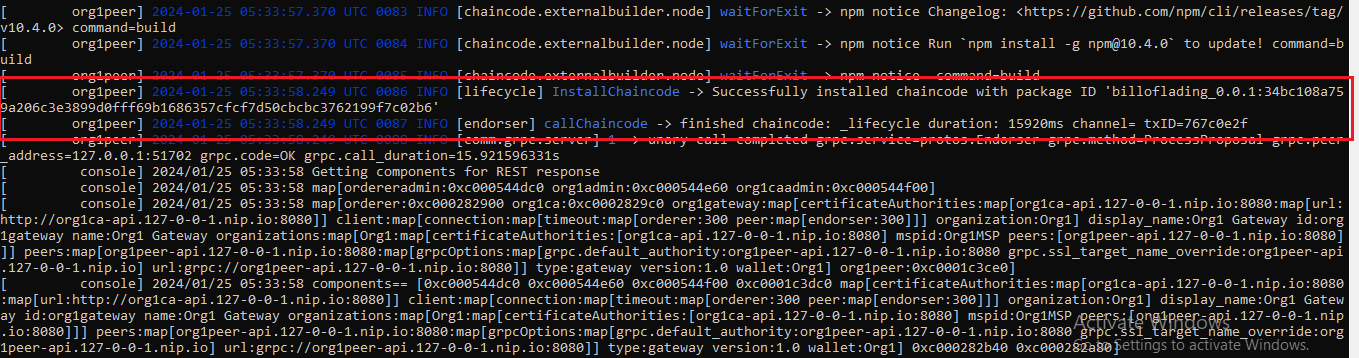 [        org1peer] 2024-01-25 05:33:57.370 UTC 0083 INFO [chaincode.externalbuilder.node] waitForExit -> npm notice Changelog: <https://github.com/npm/cli/releases/tag/
v10.4.0> command=build
[        org1peer] 2024-01-25 05:33:57.370 UTC 0084 INFO [chaincode.externalbuilder.node] waitForExit -> npm notice Run `npm install -g npm@10.4.0` to update! command=b
uild
[        org1peer] 2024-01-25 05:33:57.370 UTC 0085 INFO [chaincode.externalbuilder.node] waitForExit -> npm notice  command=build
[        org1peer] 2024-01-25 05:33:58.249 UTC 0086 INFO [lifecycle] InstallChaincode -> Successfully installed chaincode with package ID 'billoflading_0.0.1:34bc108a75
9a206c3e3899d0fff69b1686357cfcf7d50cbcbc3762199f7c02b6'
[        org1peer] 2024-01-25 05:33:58.249 UTC 0087 INFO [endorser] callChaincode -> finished chaincode: _lifecycle duration: 15920ms channel= txID=767c0e2f
[        org1peer] 2024-01-25 05:33:58.249 UTC 0088 INFO [comm.grpc.server] 1 -> unary call completed grpc.service=protos.Endorser grpc.method=ProcessProposal grpc.peer
_address=127.0.0.1:51702 grpc.code=OK grpc.call_duration=15.921596331s
[         console] 2024/01/25 05:33:58 Getting components for REST response
[         console] 2024/01/25 05:33:58 map[ordereradmin:0xc000544dc0 org1admin:0xc000544e60 org1caadmin:0xc000544f00]
[         console] 2024/01/25 05:33:58 map[orderer:0xc000282900 org1ca:0xc0002829c0 org1gateway:map[certificateAuthorities:map[org1ca-api.127-0-0-1.nip.io:8080:map[url:
http://org1ca-api.127-0-0-1.nip.io:8080]] client:map[connection:map[timeout:map[orderer:300 peer:map[endorser:300]]] organization:Org1] display_name:Org1 Gateway id:org
1gateway name:Org1 Gateway organizations:map[Org1:map[certificateAuthorities:[org1ca-api.127-0-0-1.nip.io:8080] mspid:Org1MSP peers:[org1peer-api.127-0-0-1.nip.io:8080]
]] peers:map[org1peer-api.127-0-0-1.nip.io:8080:map[grpcOptions:map[grpc.default_authority:org1peer-api.127-0-0-1.nip.io:8080 grpc.ssl_target_name_override:org1peer-api
.127-0-0-1.nip.io] url:grpc://org1peer-api.127-0-0-1.nip.io:8080]] type:gateway version:1.0 wallet:Org1] org1peer:0xc0001c3ce0]
[         console] 2024/01/25 05:33:58 components== [0xc000544dc0 0xc000544e60 0xc000544f00 0xc0001c3dc0 map[certificateAuthorities:map[org1ca-api.127-0-0-1.nip.io:8080
:map[url:http://org1ca-api.127-0-0-1.nip.io:8080]] client:map[connection:map[timeout:map[orderer:300 peer:map[endorser:300]]] organization:Org1] display_name:Org1 Gatew
ay id:org1gateway name:Org1 Gateway organizations:map[Org1:map[certificateAuthorities:[org1ca-api.127-0-0-1.nip.io:8080] mspid:Org1MSP peers:[org1peer-api.127-0-0-1.nip
.io:8080]]] peers:map[org1peer-api.127-0-0-1.nip.io:8080:map[grpcOptions:map[grpc.default_authority:org1peer-api.127-0-0-1.nip.io:8080 grpc.ssl_target_name_override:org
1peer-api.127-0-0-1.nip.io] url:grpc://org1peer-api.127-0-0-1.nip.io:8080]] type:gateway version:1.0 wallet:Org1] 0xc000282b40 0xc000282a80]
Activate Windows
Go to Settings to activate Windows.